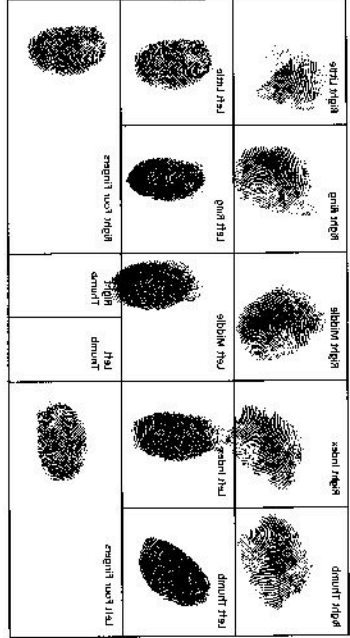 Right Thumb
Right Index
Right Middle
Right Ring
Right Little
Left Thumb
Left Index
Left Middle
Left Ring
Left Little
Left Four Fingers
Left
Thumb
Right
Thumb
Right Four Fingers